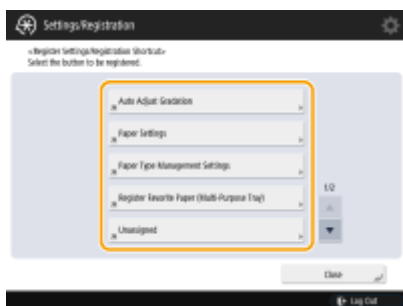 Settings/Registration
<Register Settings/Registration Shortcut>
Select the button to be registered.
Auto Adjust Gradation
Paper Settings
Paper Type Management Settings
Register Favorite Paper (Multi-Purpose Tray)
Unassigned
1/2
Close
Log Out